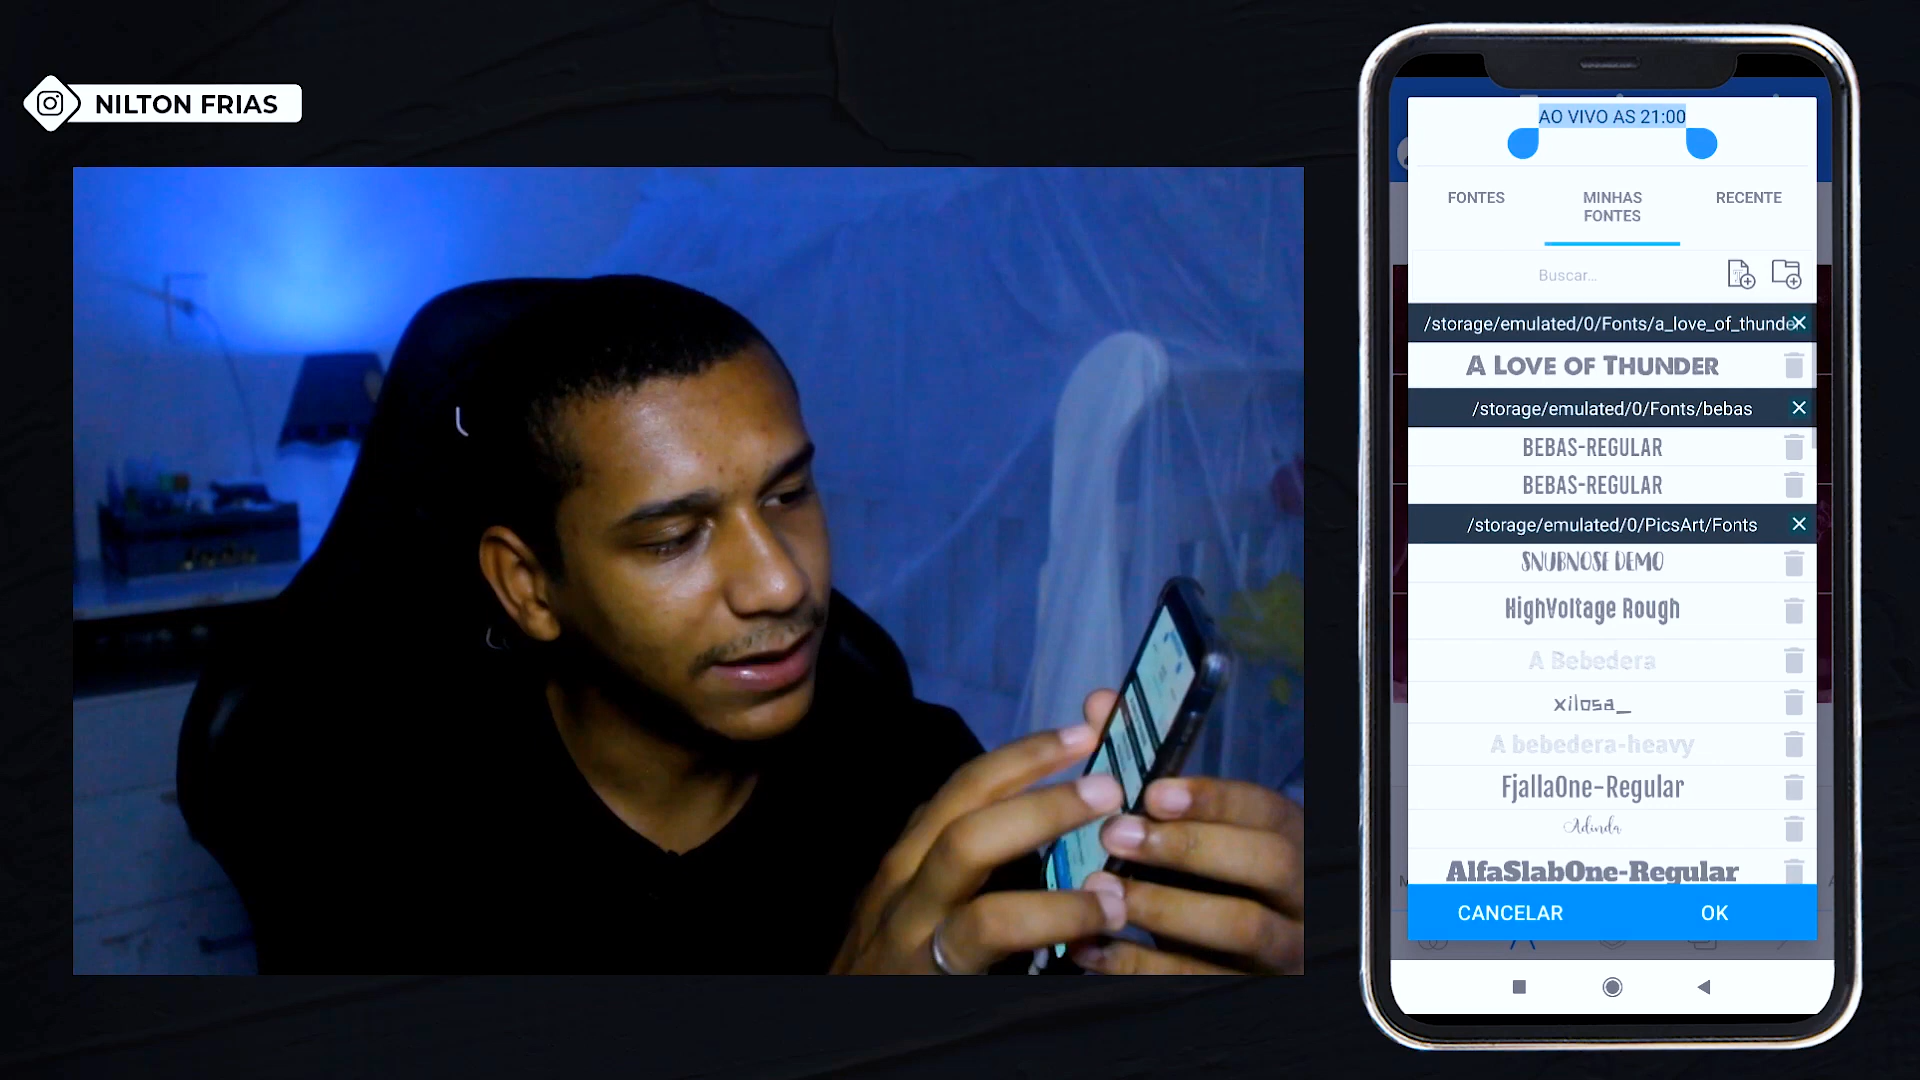 NILTON FRIAS
AO VIVO AS 21:00
FONTES
MINHAS
FONTES
RECENTE
Buscar...
/storage/emulated/0/Fonts/a_love_of_thunde
A LOVE OF THUNDER
/storage/emulated/0/Fonts/bebas
BEBAS-REGULAR
BEBAS-REGULAR
/storage/emulated/0/PicsArt/Fonts
SNUBNOSE DEMO
HighVoltage Rough
A Bebedera
xilosa_
A bebedera-heavy
FjallaOne-Regular
Adinda
AlfaSlabOne-Regular
CANCELAR
OK